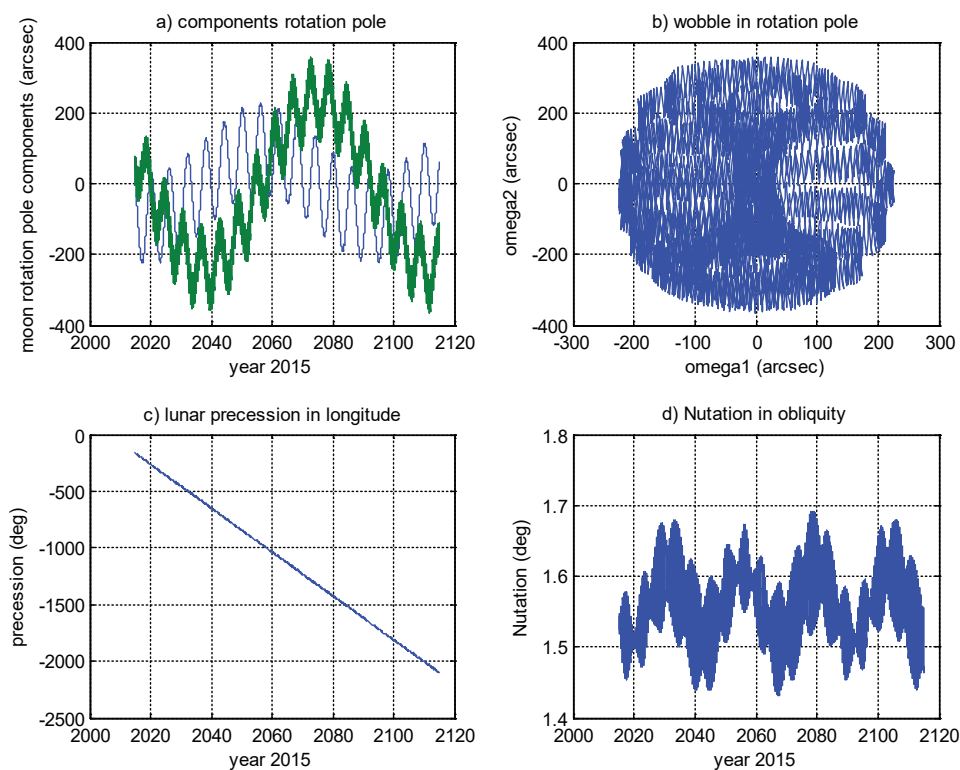 a) components rotation pole
400
200
0
-200
-400
2000 2020 2040 2060 2080 2100 2120
year 2015
moon rotation pole components (arcsec)
b) wobble in rotation pole
400
200
0
-200
-400
-300 -200 -100 0 100 200 300
omega1 (arcsec)
omega2 (arcsec)
c) lunar precession in longitude
0
-500
-1000
-1500
-2000
-2500
2000 2020 2040 2060 2080 2100 2120
year 2015
precession (deg)
d) Nutation in obliquity
1.8
1.7
1.6
1.5
1.4
2000 2020 2040 2060 2080 2100 2120
year 2015
Nutation (deg)